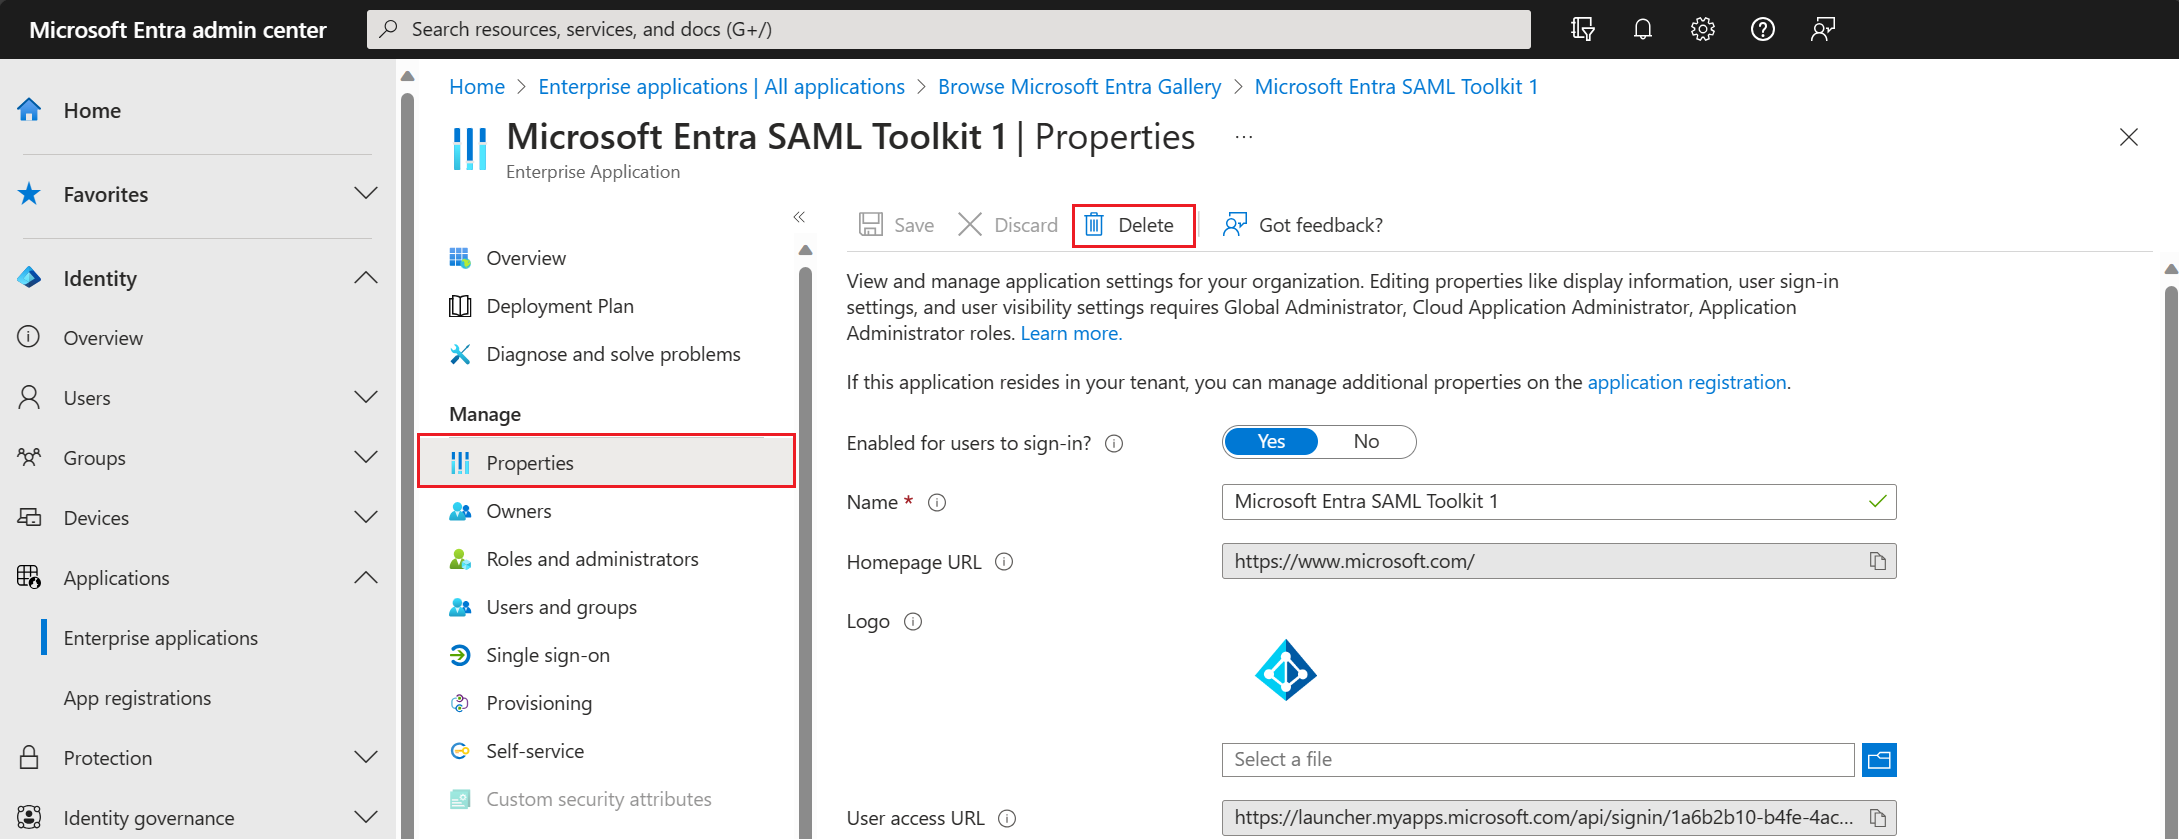 Microsoft Entra admin center
Search resources, services, and docs (G+/)
Home
Favorites
Identity
Overview
Users
Groups
Devices
Applications
Enterprise applications
App registrations
Protection
Identity governance
Home > Enterprise applications | All applications > Browse Microsoft Entra Gallery > Microsoft Entra SAML Toolkit 1
Microsoft Entra SAML Toolkit 1 | Properties ...
Enterprise Application
Overview
Deployment Plan
Diagnose and solve problems
Manage
Properties
Owners
Roles and administrators
Users and groups
Single sign-on
Provisioning
Self-service
Custom security attributes
Save Discard Delete Got feedback?
View and manage application settings for your organization. Editing properties like display information, user sign-in
settings, and user visibility settings requires Global Administrator, Cloud Application Administrator, Application
Administrator roles. Learn more.
If this application resides in your tenant, you can manage additional properties on the application registration.
Enabled for users to sign-in? Yes No
Name * Microsoft Entra SAML Toolkit 1
Homepage URL https://www.microsoft.com/
Logo
Select a file
User access URL https://launcher.myapps.microsoft.com/api/signin/1a6b2b10-b4fe-4ac...